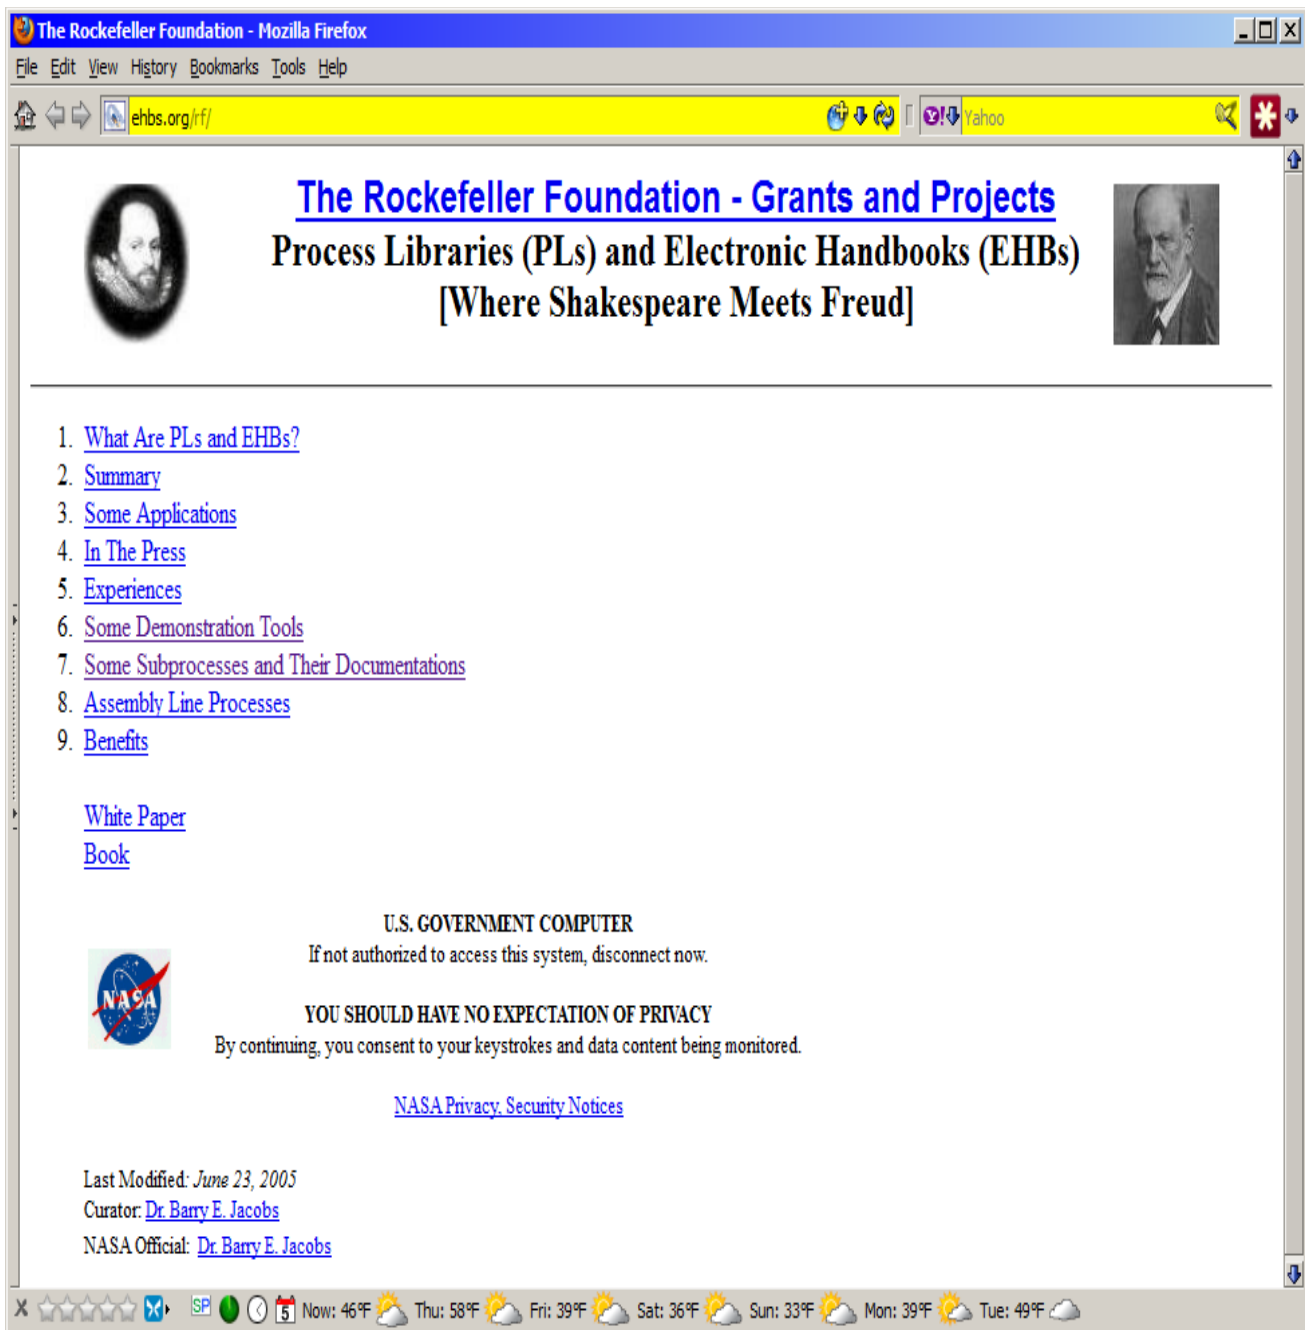 The Rockefeller Foundation - Mozilla Firefox
File Edit View History Bookmarks Tools Help
ehbs.org/rf/
Yahoo
The Rockefeller Foundation - Grants and Projects
Process Libraries (PLs) and Electronic Handbooks (EHBs)
[Where Shakespeare Meets Freud]
1. What Are PLs and EHBs?
2. Summary
3. Some Applications
4. In The Press
5. Experiences
6. Some Demonstration Tools
7. Some Subprocesses and Their Documentations
8. Assembly Line Processes
9. Benefits
White Paper
Book
U.S. GOVERNMENT COMPUTER
If not authorized to access this system, disconnect now.
NASA
YOU SHOULD HAVE NO EXPECTATION OF PRIVACY
By continuing, you consent to your keystrokes and data content being monitored.
NASA Privacy, Security Notices
Last Modified: June 23, 2005
Curator: Dr. Barry E. Jacobs
NASA Official: Dr. Barry E. Jacobs
SP 5 Now: 46°F Thu: 58°F Fri: 39°F Sat: 36°F Sun: 33°F Mon: 39°F Tue: 49°F